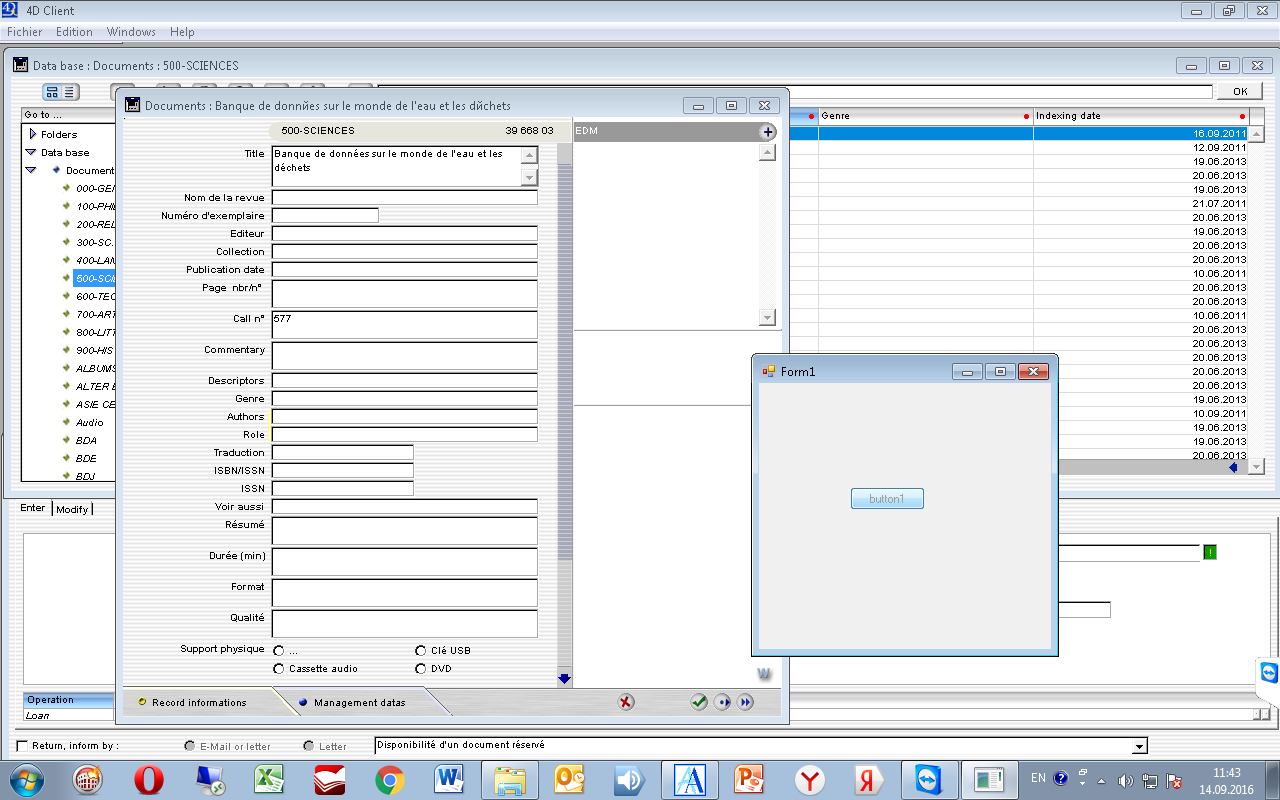 4D Client
Fichier Edition Windows Help
Data base : Documents : 500-SCIENCES
OK
Go to ...
Folders
Data base
Document
000-GEN
100-PHI
200-REL
300-SC.
400-LAN
500-SCI
600-TEC
700-ART
800-LITT
900-HIS
ALBUMS
ALTER E
ASIE CE
Audio
BDA
BDE
BDJ
Genre
Indexing date
16.09.2011
12.09.2011
19.06.2013
20.06.2013
19.06.2013
21.07.2011
20.06.2013
19.06.2013
20.06.2013
20.06.2013
10.06.2011
20.06.2013
20.06.2013
10.06.2011
20.06.2013
20.06.2013
20.06.2013
19.06.2013
20.06.2013
10.09.2011
19.06.2013
19.06.2013
20.06.2013
Documents : Banque de donnйes sur le monde de l'eau et les dйchets
500-SCIENCES 39 668 03
EDM
Title Banque de données sur le monde de l'eau et les
déchets
Nom de la revue
Numéro d'exemplaire
Editeur
Collection
Publication date
Page nbr/n°
Call n° 577
Commentary
Descriptors
Genre
Authors
Role
Traduction
ISBN/ISSN
ISSN
Voir aussi
Résumé
Durée (min)
Format
Qualité
Support physique ... Clé USB
Cassette audio DVD
Record informations Management datas
W
Form1
button1
Enter Modify
Operation
Loan
Return, inform by : E-Mail or letter Letter Disponibilité d'un document réservé
EN 11:43
14.09.2016